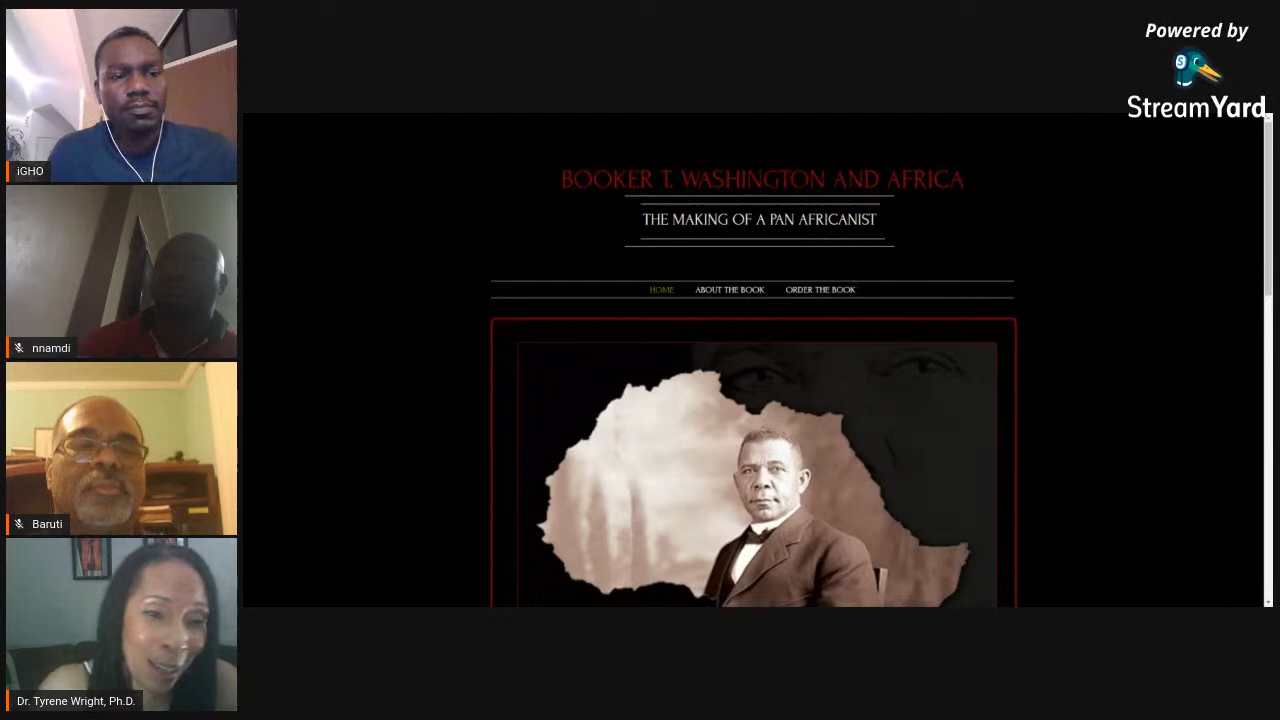 Powered by
StreamYard
iGHO
nnamdi
Baruti
Dr. Tyrene Wright, Ph.D.
BOOKER T. WASHINGTON AND AFRICA
THE MAKING OF A PAN AFRICANIST
HOME ABOUT THE BOOK ORDER THE BOOK